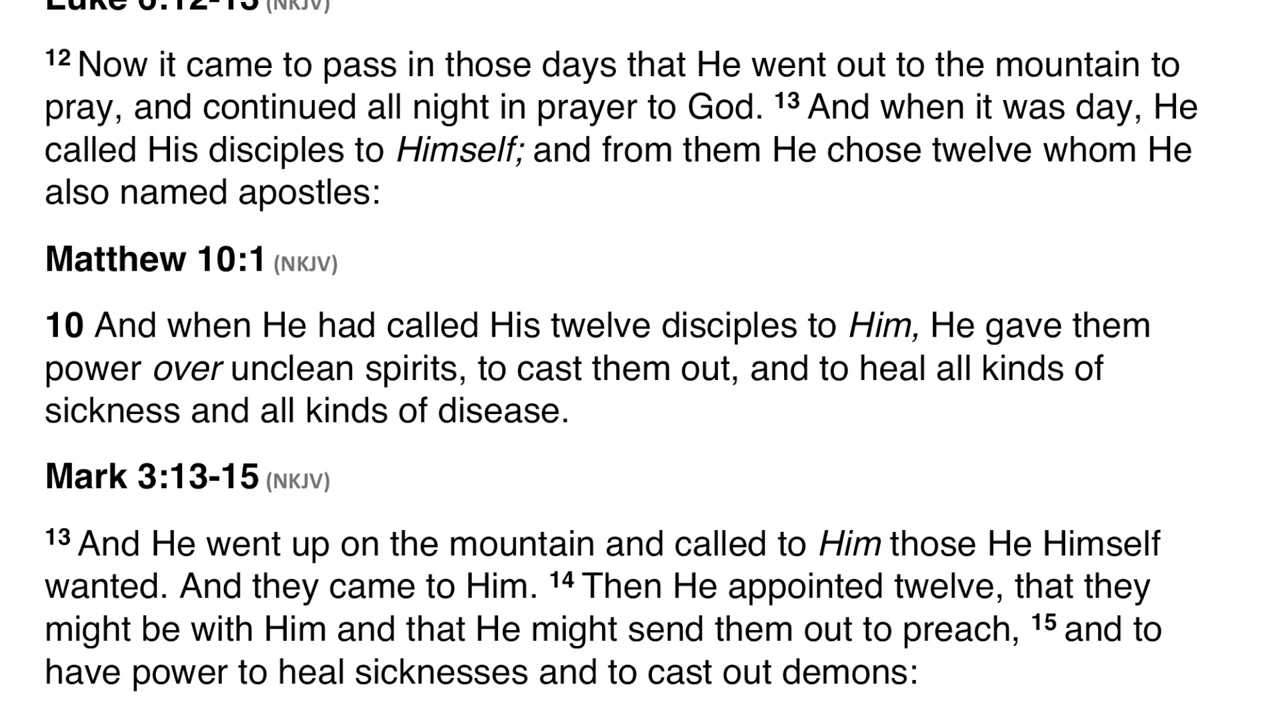 Luke 6:12-13 (NKJV)
12 Now it came to pass in those days that He went out to the mountain to
pray, and continued all night in prayer to God. 13 And when it was day, He
called His disciples to Himself; and from them He chose twelve whom He
also named apostles:
Matthew 10:1 (NKJV)
10 And when He had called His twelve disciples to Him, He gave them
power over unclean spirits, to cast them out, and to heal all kinds of
sickness and all kinds of disease.
Mark 3:13-15 (NKJV)
13 And He went up on the mountain and called to Him those He Himself
wanted. And they came to Him. 14 Then He appointed twelve, that they
might be with Him and that He might send them out to preach, 15 and to
have power to heal sicknesses and to cast out demons: